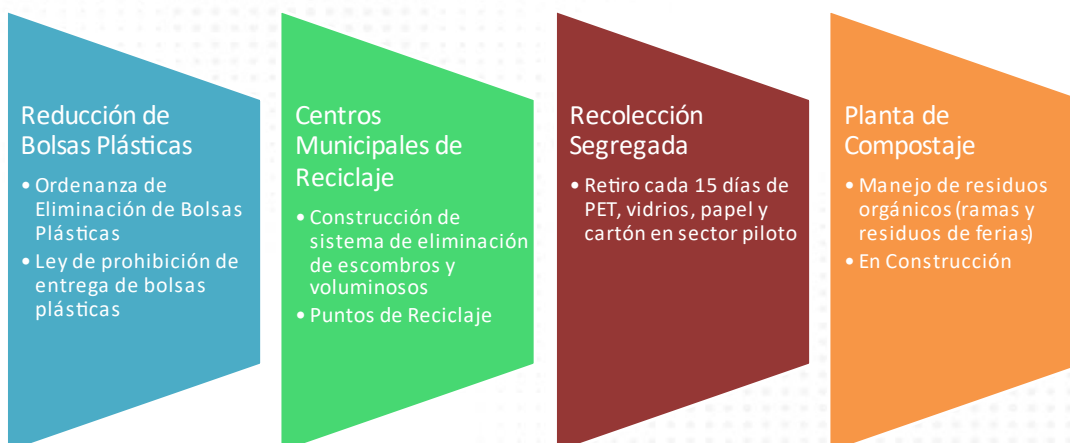 Reducción de
Bolsas Plásticas
• Ordenanza de
Eliminación de Bolsas
Plásticas
• Ley de prohibición de
entrega de bolsas
plásticas
Centros
Municipales de
Reciclaje
• Construcción de
sistema de eliminación
de escombros y
voluminosos
• Puntos de Reciclaje
Recolección
Segregada
• Retiro cada 15 días de
PET, vidrios, papel y
cartón en sector piloto
Planta de
Compostaje
• Manejo de residuos
orgánicos (ramas y
residuos de ferias)
• En Construcción